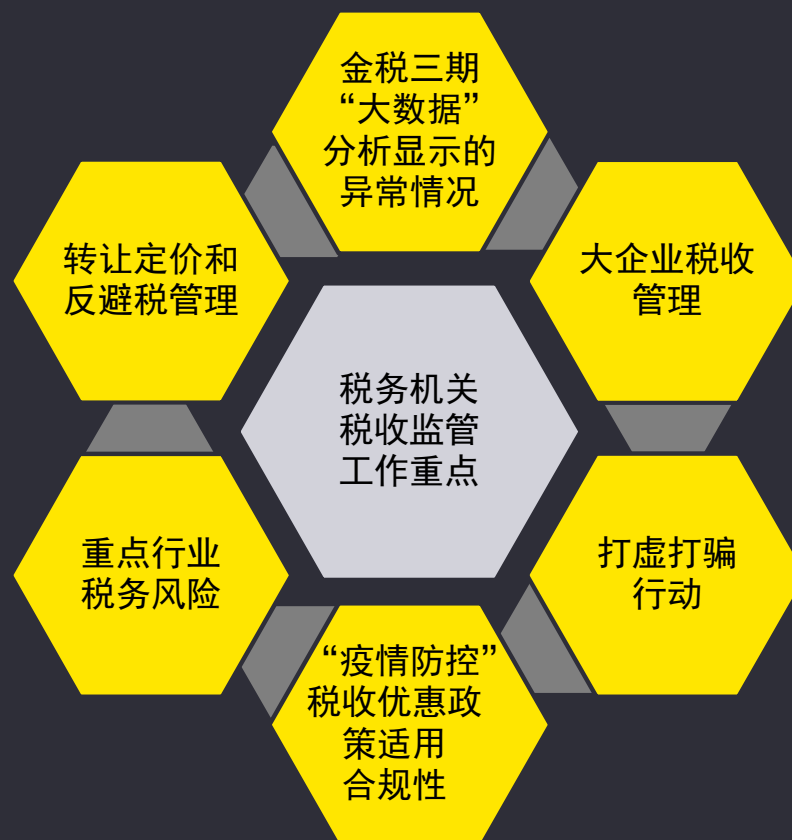 金税三期
“大数据”
分析显示的
异常情况
转让定价和
反避税管理
大企业税收
管理
税务机关
税收监管
工作重点
重点行业
税务风险
打虚打骗
行动
“疫情防控”
税收优惠政
策适用
合规性